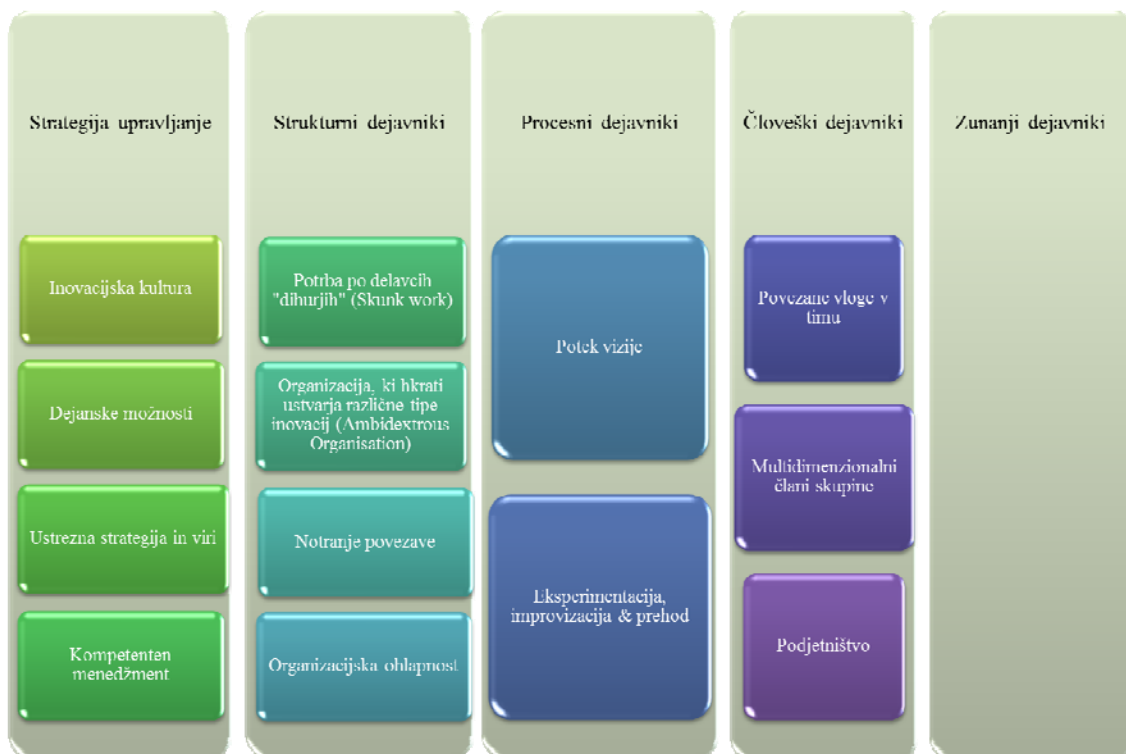 Strategija upravljanje
Inovacijska kultura
Dejanske možnosti
Ustrezna strategija in viri
Kompetenten
menedžment
Strukturni dejavniki
Potrba po delavcih
"dihurjih" (Skunk work)
Organizacija, ki hkrati
ustvarja različne tipe
inovacij (Ambidextrous
Organisation)
Notranje povezave
Organizacijska ohlapnost
Procesni dejavniki
Potek vizije
Eksperimentacija,
improvizacija & prehod
Človeški dejavniki
Povezane vloge v
timu
Multidimenzionalni
člani skupine
Podjetništvo
Zunanji dejavniki